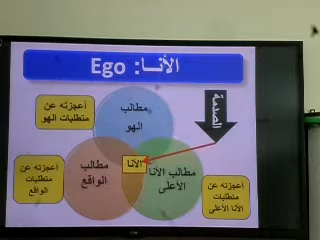 الأنــا: Ego
الصدمة
مطالب
الهو
أعجزته عن
متطلبات الهو
الأنا
مطالب
الواقع
مطالب الأنا
الأعلى
أعجزته عن
متطلبات
الواقع
أعجزته عن
متطلبات
الأنا الأعلى